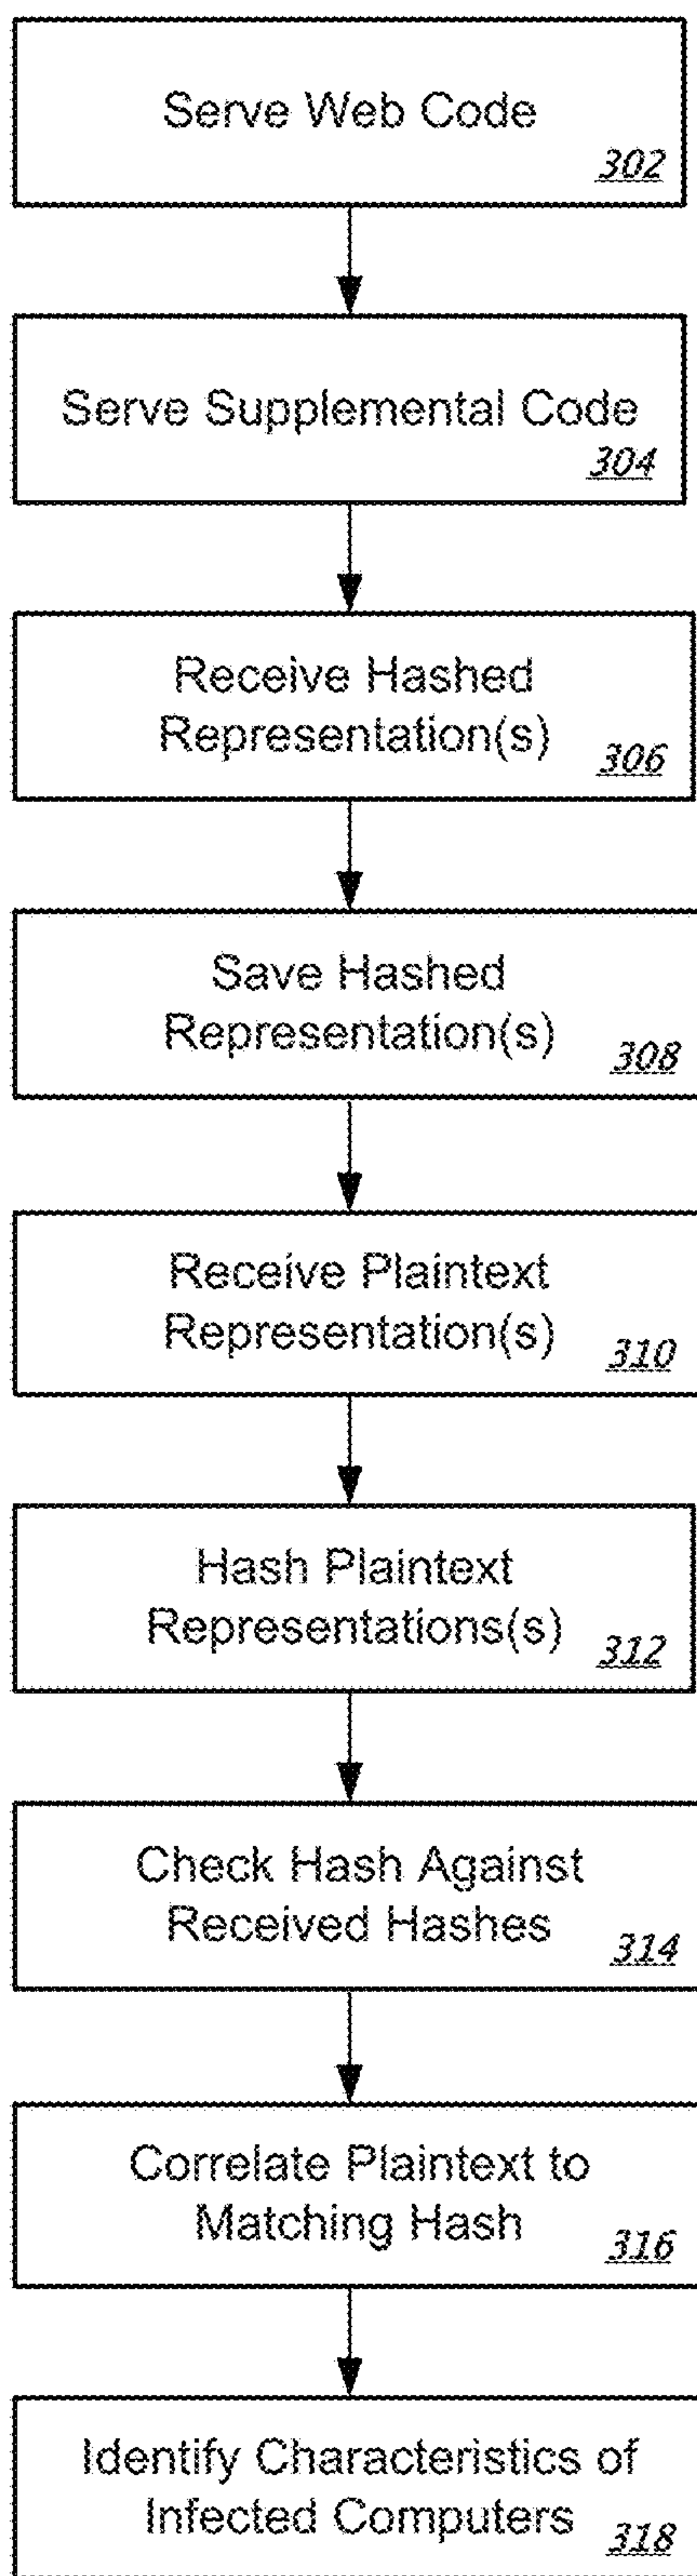 Serve Web Code
302
Serve Supplemental Code
304
Receive Hashed
Representation(s)
306
Save Hashed
Representation(s)
308
Receive Plaintext
Representation(s)
310
Hash Plaintext
Representations(s)
312
Check Hash Against
Received Hashes
314
Correlate Plaintext to
Matching Hash
316
Identify Characteristics of
Infected Computers
318